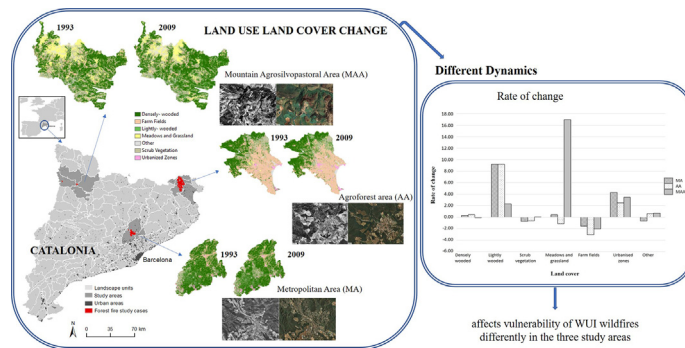 LAND USE LAND COVER CHANGE
1993
2009
Mountain Agrosilvopastoral Area (MAA)
Densely- wooded
Farm Fields
Lightly- wooded
Meadows and Grassland
Other
Scrub Vegetation
Urbanized Zones
1993
2009
Agroforest area (AA)
CATALONIA
Barcelona
1993
2009
Metropolitan Area (MA)
Landscape units
Study areas
Urban areas
Forest fire study cases
0 35 70 km
Different Dynamics
Rate of change
Rate of change
18.00
16.00
14.00
12.00
10.00
8.00
6.00
4.00
2.00
0.00
-2.00
-4.00
-6.00
MA
AA
MAA
Densely wooded
Lightly wooded
Scrub vegetation
Meadows and grassland
Farm fields
Urbanized zones
Other
Land cover
affects vulnerability of WUI wildfires
differently in the three study areas